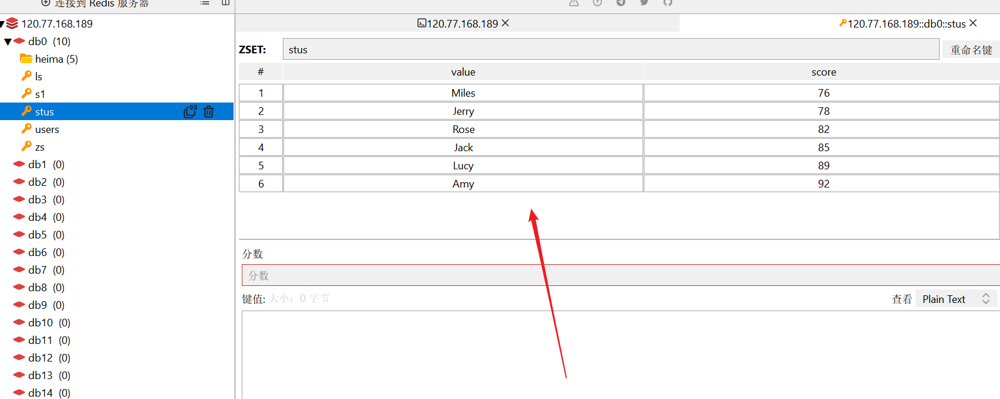 连接到 Redis 服务器
120.77.168.189
db0 (10)
heima (5)
ls
s1
stus
users
zs
db1 (0)
db2 (0)
db3 (0)
db4 (0)
db5 (0)
db6 (0)
db7 (0)
db8 (0)
db9 (0)
db10 (0)
db11 (0)
db12 (0)
db13 (0)
db14 (0)
120.77.168.189
120.77.168.189::db0::stus
ZSET: stus 重命名键
# value score
1 Miles 76
2 Jerry 78
3 Rose 82
4 Jack 85
5 Lucy 89
6 Amy 92
分数
分数
键值: 大小: 0 字节 查看 Plain Text